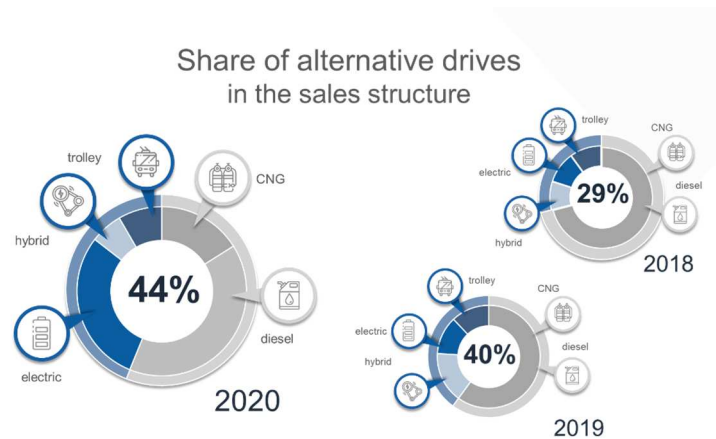 Share of alternative drives
in the sales structure
trolley
CNG
hybrid
44%
diesel
electric
2020
trolley
CNG
electric
diesel
29%
hybrid
2018
trolley
CNG
electric
diesel
hybrid
40%
2019